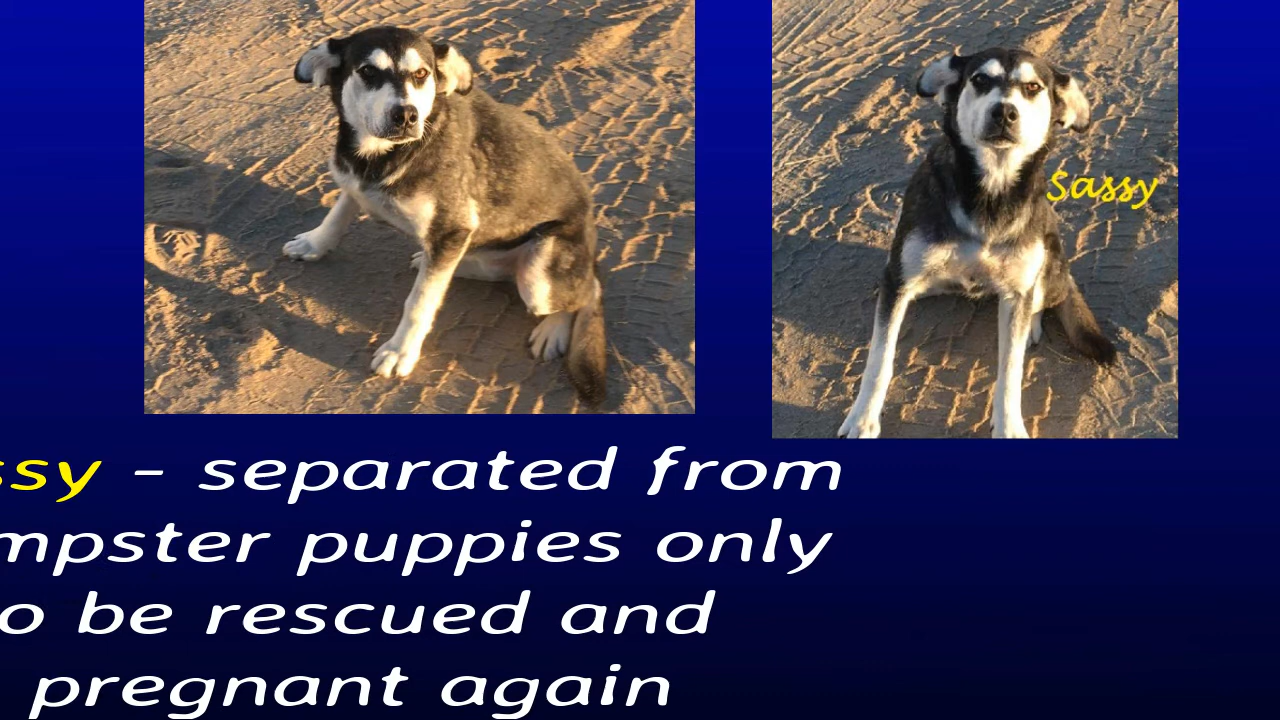 Sassy
ssy - separated from
mpster puppies only
o be rescued and
pregnant again